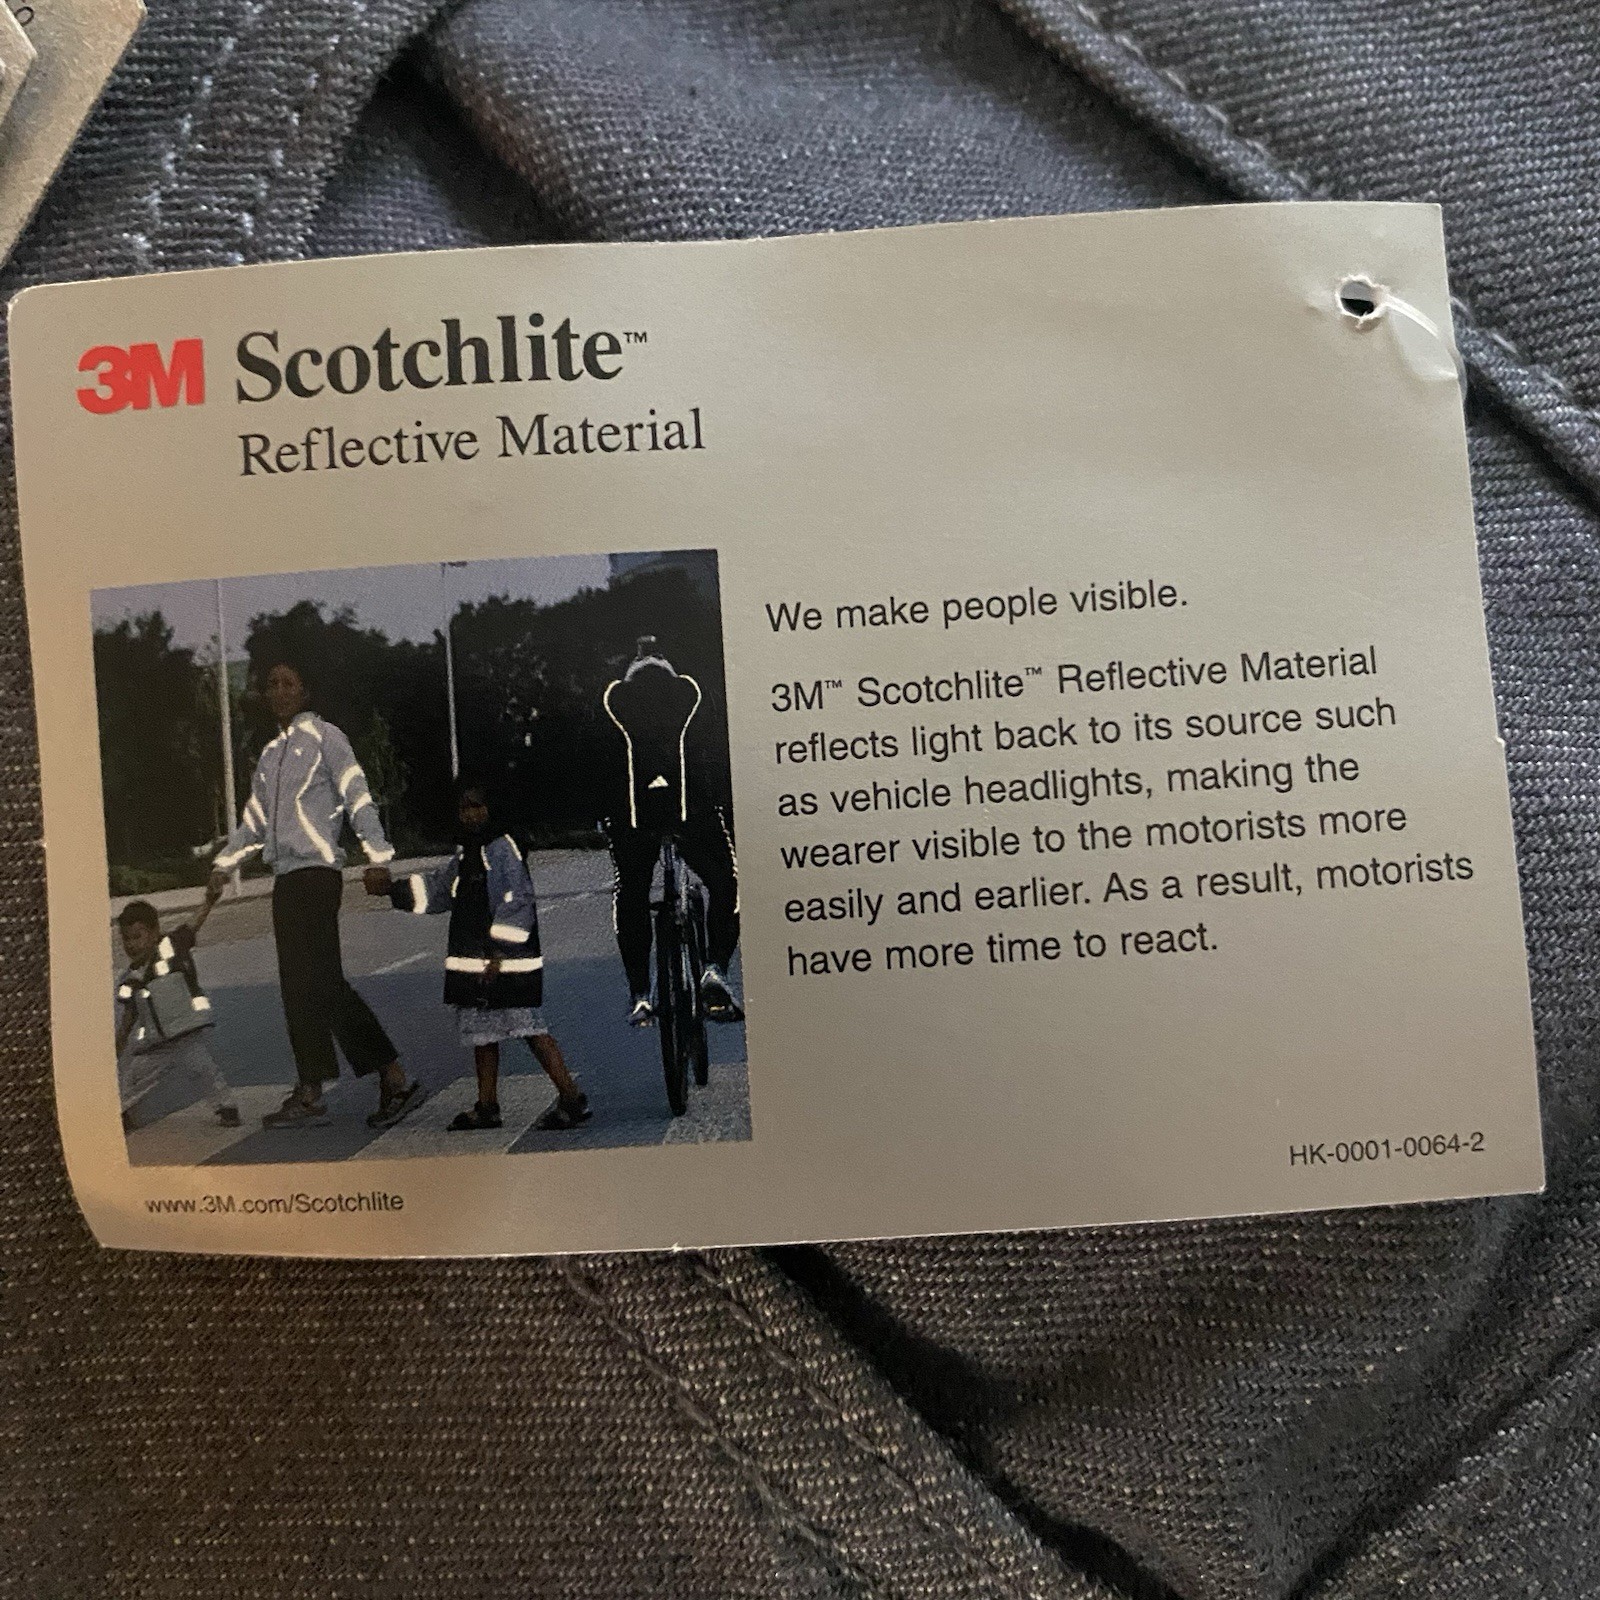 3M Scotchlite™
Reflective Material
We make people visible.
3M™ Scotchlite™ Reflective Material
reflects light back to its source such
as vehicle headlights, making the
wearer visible to the motorists more
easily and earlier. As a result, motorists
have more time to react.
HK-0001-0064-2
www.3M.com/Scotchlite